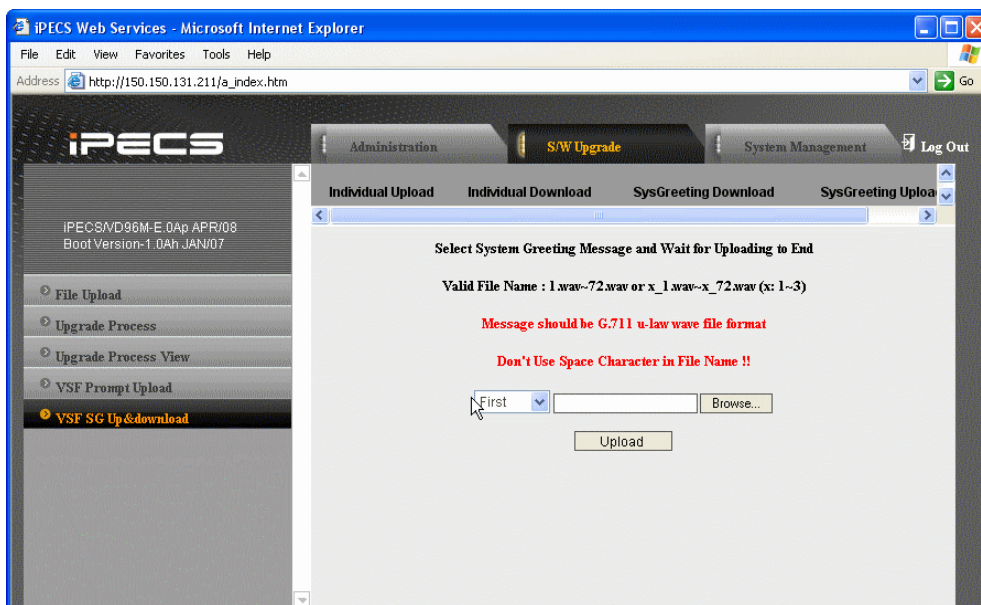 iPECS Web Services - Microsoft Internet Explorer
File Edit View Favorites Tools Help
Address http://150.150.131.211/a_index.htm Go
iPECS
Administration S/W Upgrade System Management Log Out
Individual Upload Individual Download SysGreeting Download SysGreeting Uploa
iPECS/VD96M-E.0Ap APR/08
Boot Version-1.0Ah JAN/07
File Upload
Upgrade Process
Upgrade Process View
VSF Prompt Upload
VSF SG Up&download
Select System Greeting Message and Wait for Uploading to End
Valid File Name : 1.wav~72.wav or x_1.wav~x_72.wav (x: 1~3)
Message should be G.711 u-law wave file format
Don't Use Space Character in File Name !!
First Browse...
Upload